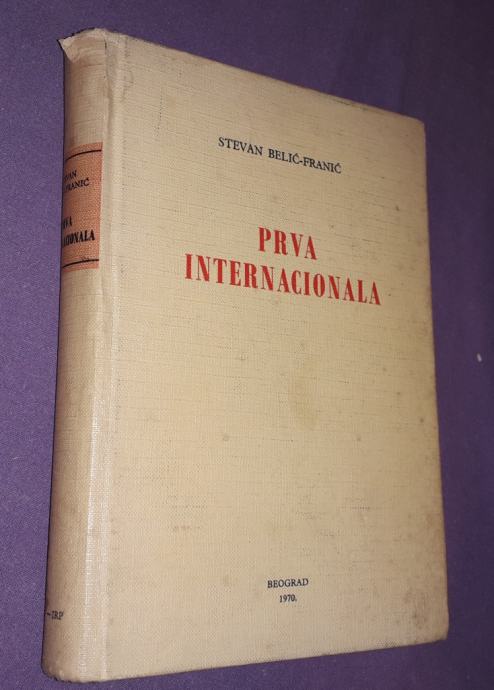 STEVAN BELIĆ-FRANIĆ
PRVA
INTERNACIONALA
BEOGRAD
1970.